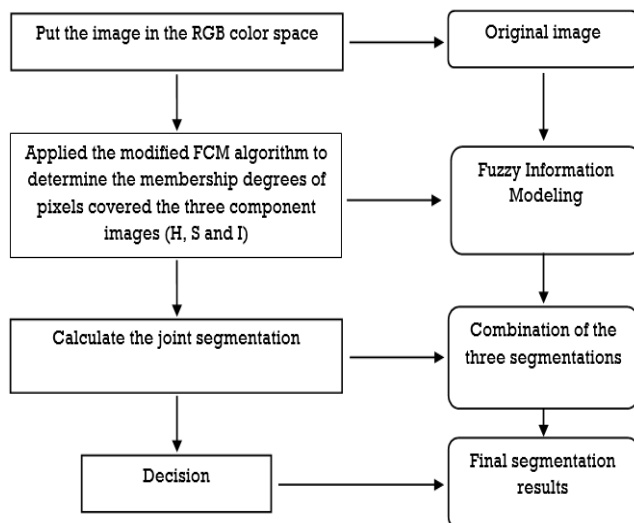 Put the image in the RGB color space
Original image
Applied the modified FCM algorithm to
determine the membership degrees of
pixels covered the three component
images (H, S and I)
Fuzzy Information
Modeling
Calculate the joint segmentation
Combination of the
three segmentations
Decision
Final segmentation
results